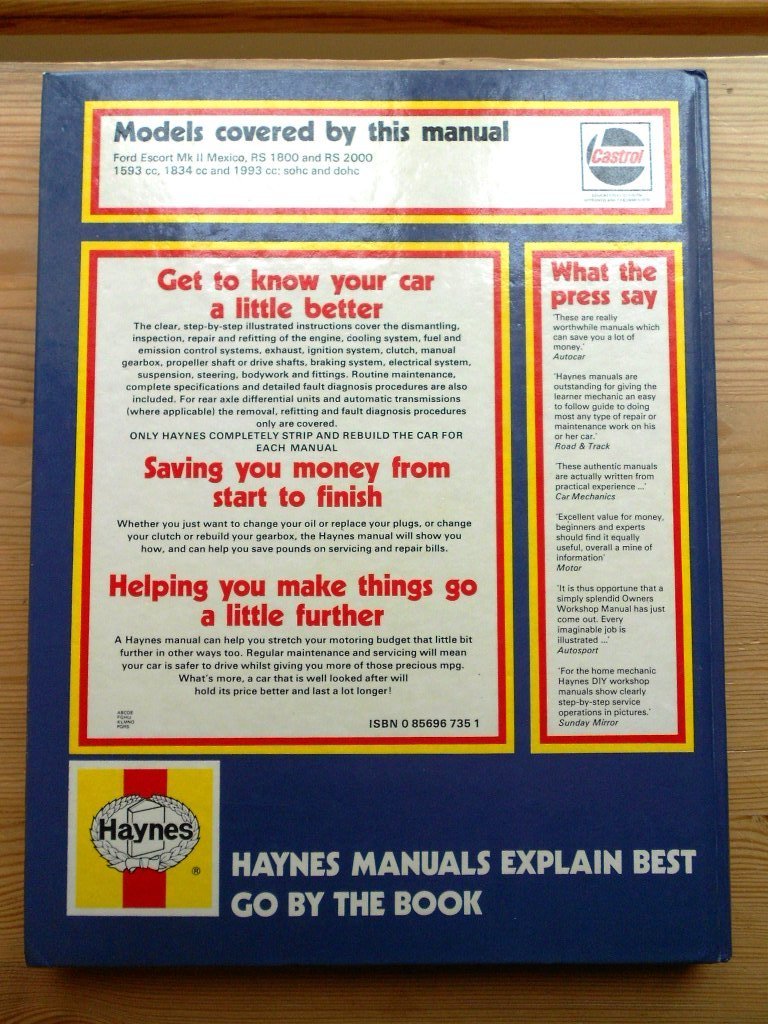 Models covered by this manual
Ford Escort Mk II Mexico, RS 1800 and RS 2000
1593 cc, 1834 cc and 1993 cc; sohc and dohc
Castrol
Get to know your car
a little better
The clear, step-by-step illustrated instructions cover the dismantling,
inspection, repair and refitting of the engine, cooling system, fuel and
emission control systems, exhaust, ignition system, clutch, manual
gearbox, propeller shaft or drive shafts, braking system, electrical system,
suspension, steering, bodywork and fittings. Routine maintenance,
complete specifications and detailed fault diagnosis procedures are also
included. For rear axle differential units and automatic transmissions
(where applicable) the removal, refitting and fault diagnosis procedures
only are covered.
ONLY HAYNES COMPLETELY STRIP AND REBUILD THE CAR FOR
EACH MANUAL
Saving you money from
start to finish
Whether you just want to change your oil or replace your plugs, or change
your clutch or rebuild your gearbox, the Haynes manual will show you
how, and can help you save pounds on servicing and repair bills.
Helping you make things go
a little further
A Haynes manual can help you stretch your motoring budget that little bit
further in other ways too. Regular maintenance and servicing will mean
your car is safer to drive whilst giving you more of those precious mpg.
What's more, a car that is well looked after will
hold its price better and last a lot longer!
ABCDE
FGHIJ
KLMNO
PQRS
ISBN 0 85696 735 1
What the
press say
'These are really
worthwhile manuals which
can save you a lot of
money.'
Autocar
'Haynes manuals are
outstanding for giving the
learner mechanic an easy
to follow guide to doing
most any type of repair or
maintenance work on his
or her car.'
Road & Track
'These authentic manuals
are actually written from
practical experience ...'
Car Mechanics
'Excellent value for money,
beginners and experts
should find it equally
useful, overall a mine of
information'
Motor
'It is thus opportune that a
simply splendid Owners
Workshop Manual has just
come out. Every
imaginable job is
illustrated ...'
Autosport
'For the home mechanic
Haynes DIY workshop
manuals show clearly
step-by-step service
operations in pictures.'
Sunday Mirror
Haynes
®
HAYNES MANUALS EXPLAIN BEST
GO BY THE BOOK